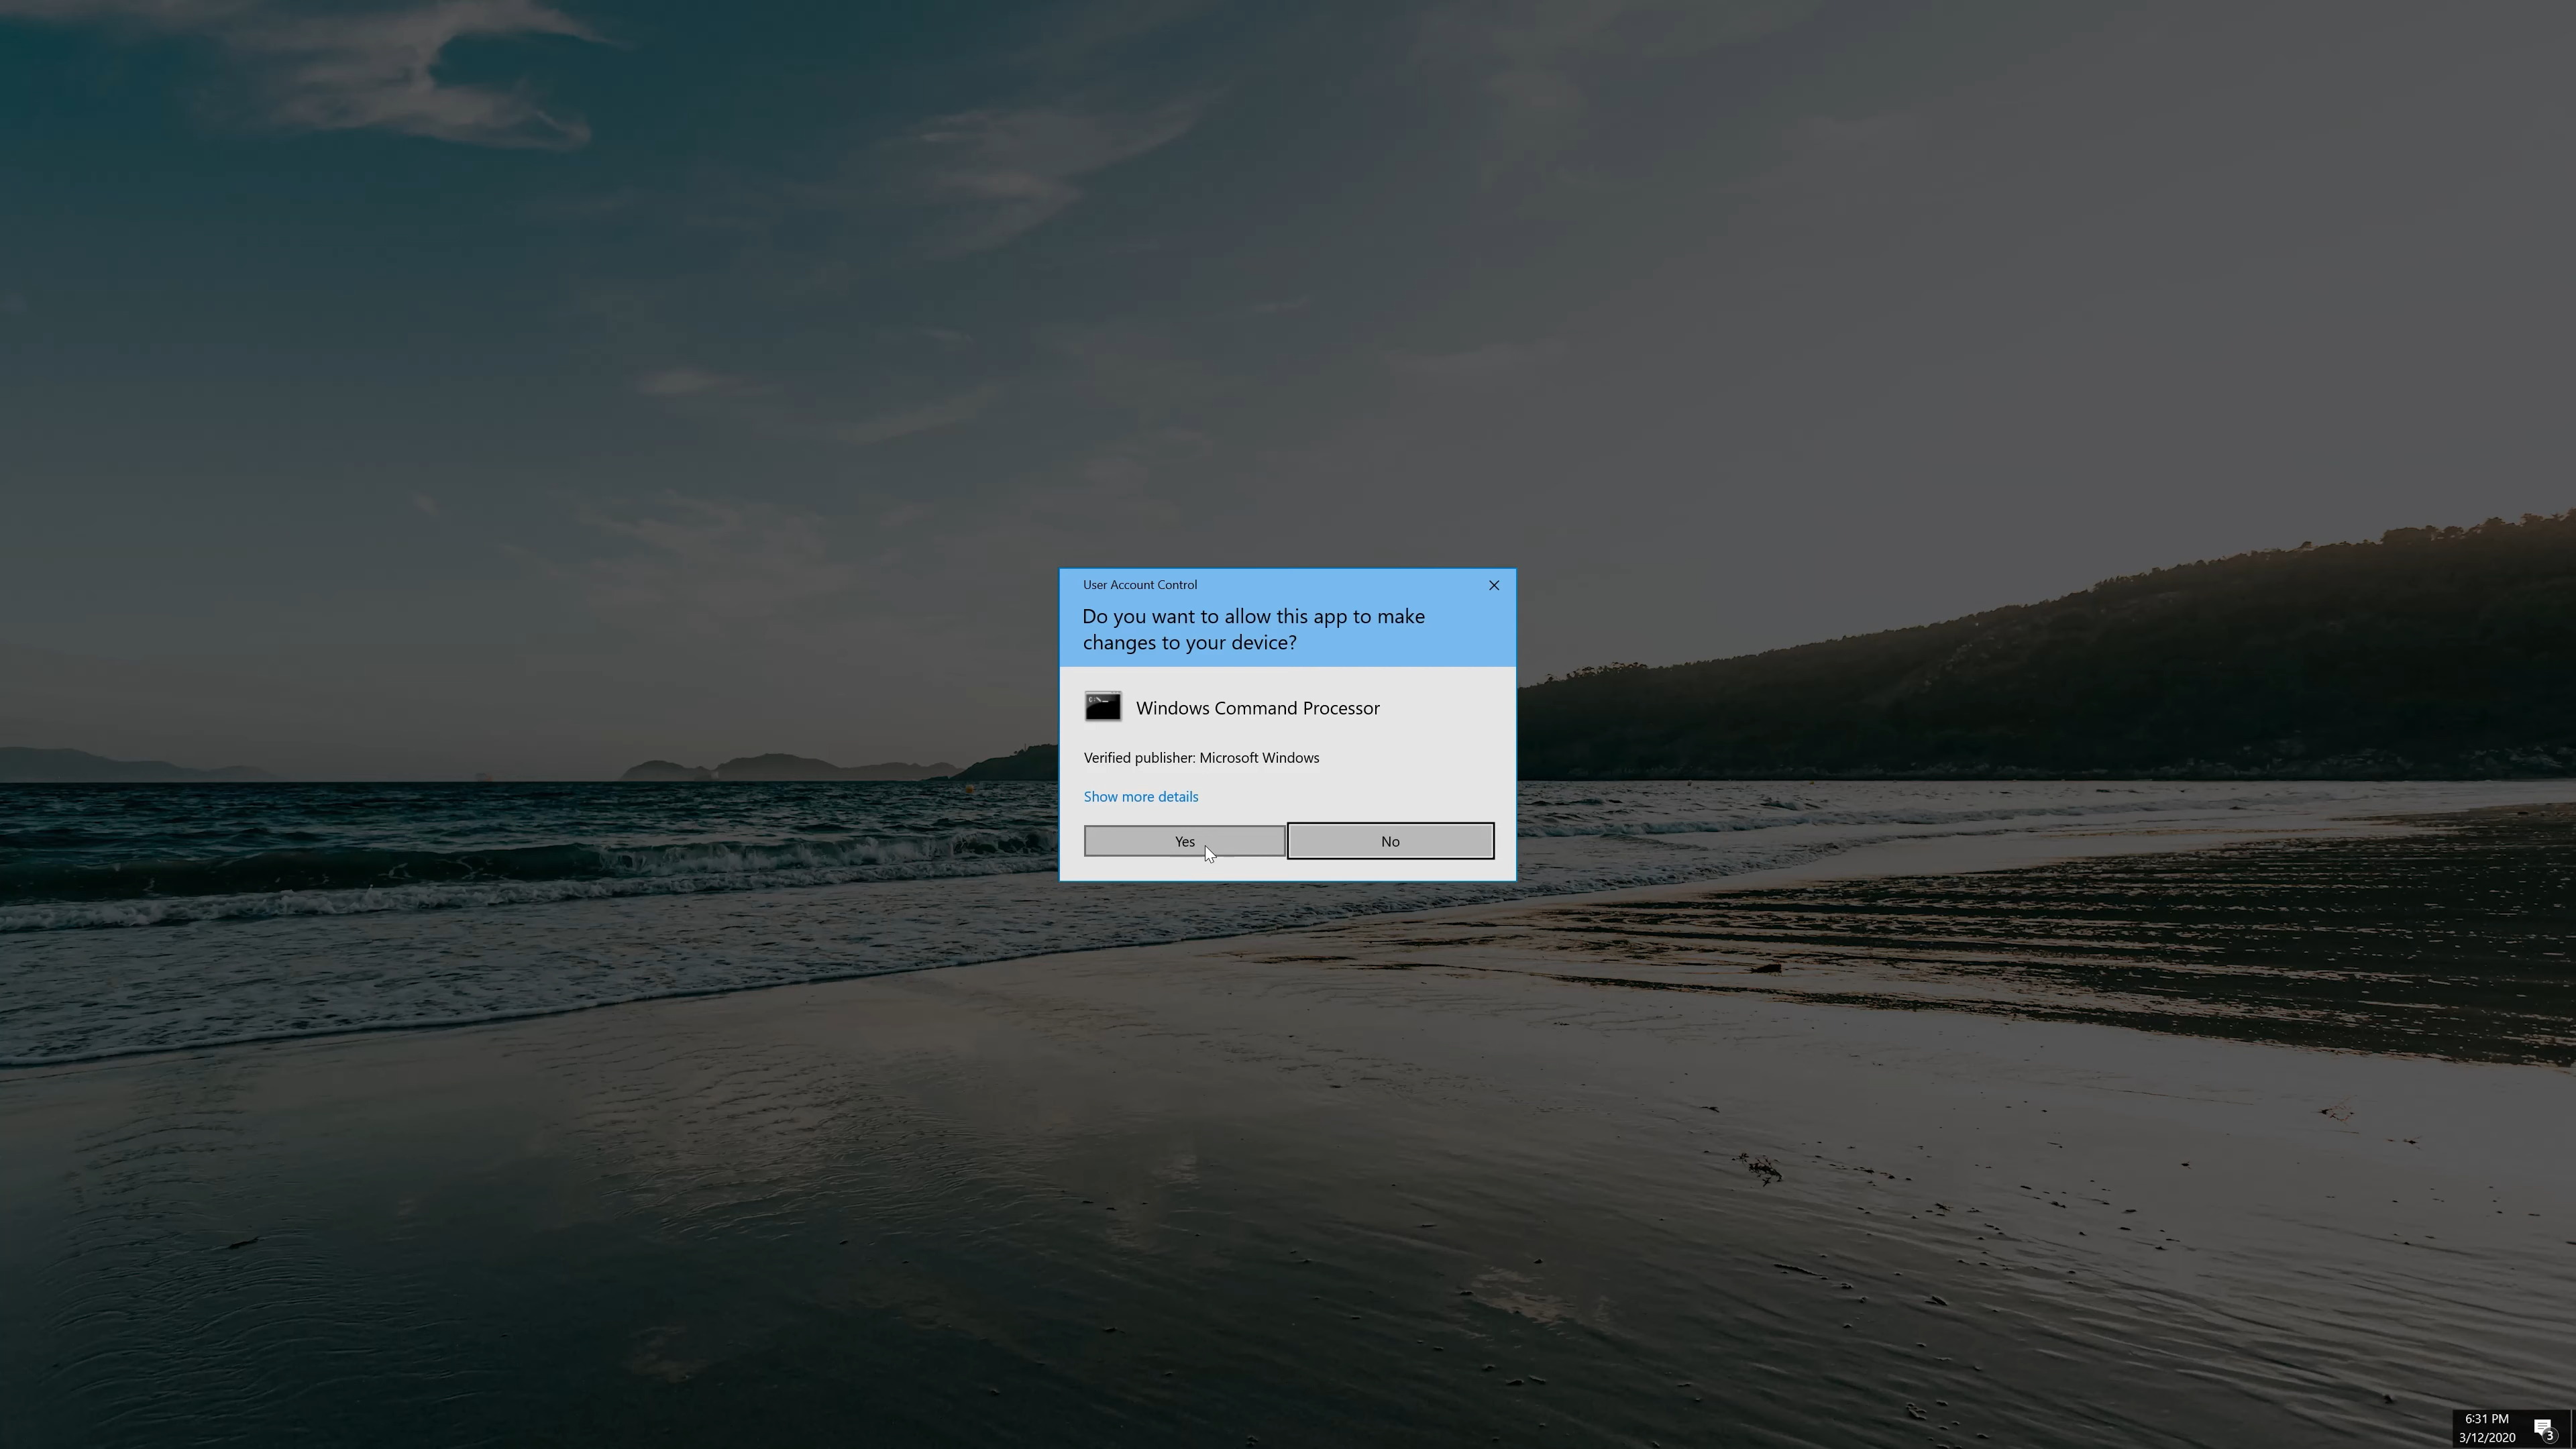 User Account Control
Do you want to allow this app to make
changes to your device?
Windows Command Processor
Verified publisher: Microsoft Windows
Show more details
Yes
No
6:31 PM
3/12/2020
3